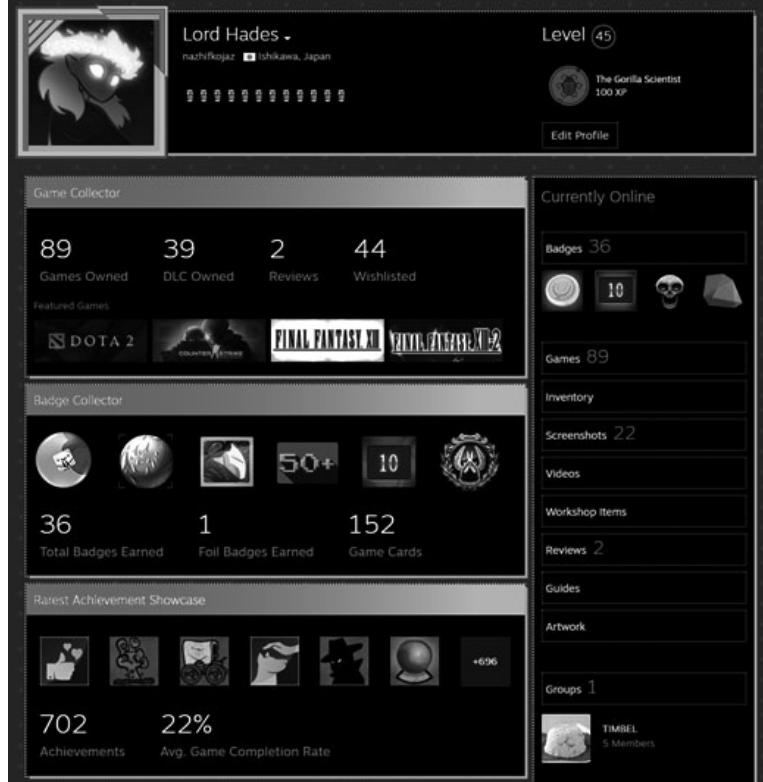 Lord Hades
nazhifkojaz Ishikawa, Japan
Level 45
The Gorilla Scientist
100 XP
Edit Profile
Game Collector
89 39 2 44
Games Owned DLC Owned Reviews Wishlisted
Featured Games
DOTA 2 COUNTER STRIKE FINAL FANTASY XIII FINAL FANTASY XIII-2
Badge Collector
50+ 10
36 1 152
Total Badges Earned Foil Badges Earned Game Cards
Rarest Achievement Showcase
+696
702 22%
Achievements Avg. Game Completion Rate
Currently Online
Badges 36
10
Games 89
Inventory
Screenshots 22
Videos
Workshop Items
Reviews 2
Guides
Artwork
Groups 1
TIMBEL
5 Members